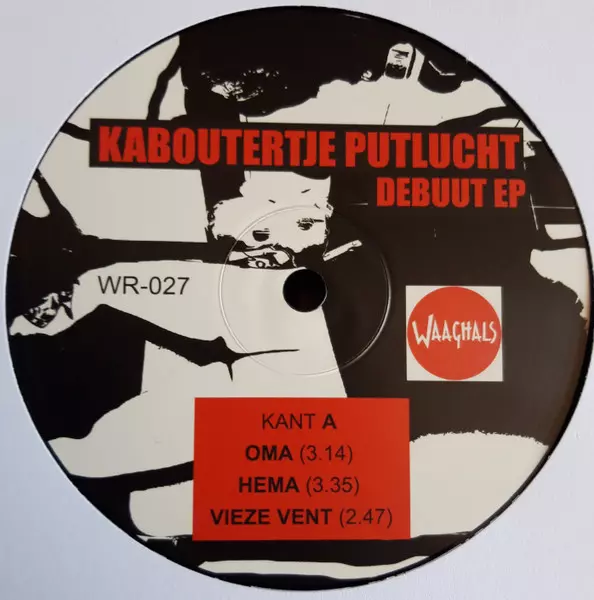 KABOUTERTJE PUTLUCHT
DEBUUT EP
WR-027
WAAGHALS
KANT A
OMA (3.14)
HEMA (3.35)
VIEZE VENT (2.47)